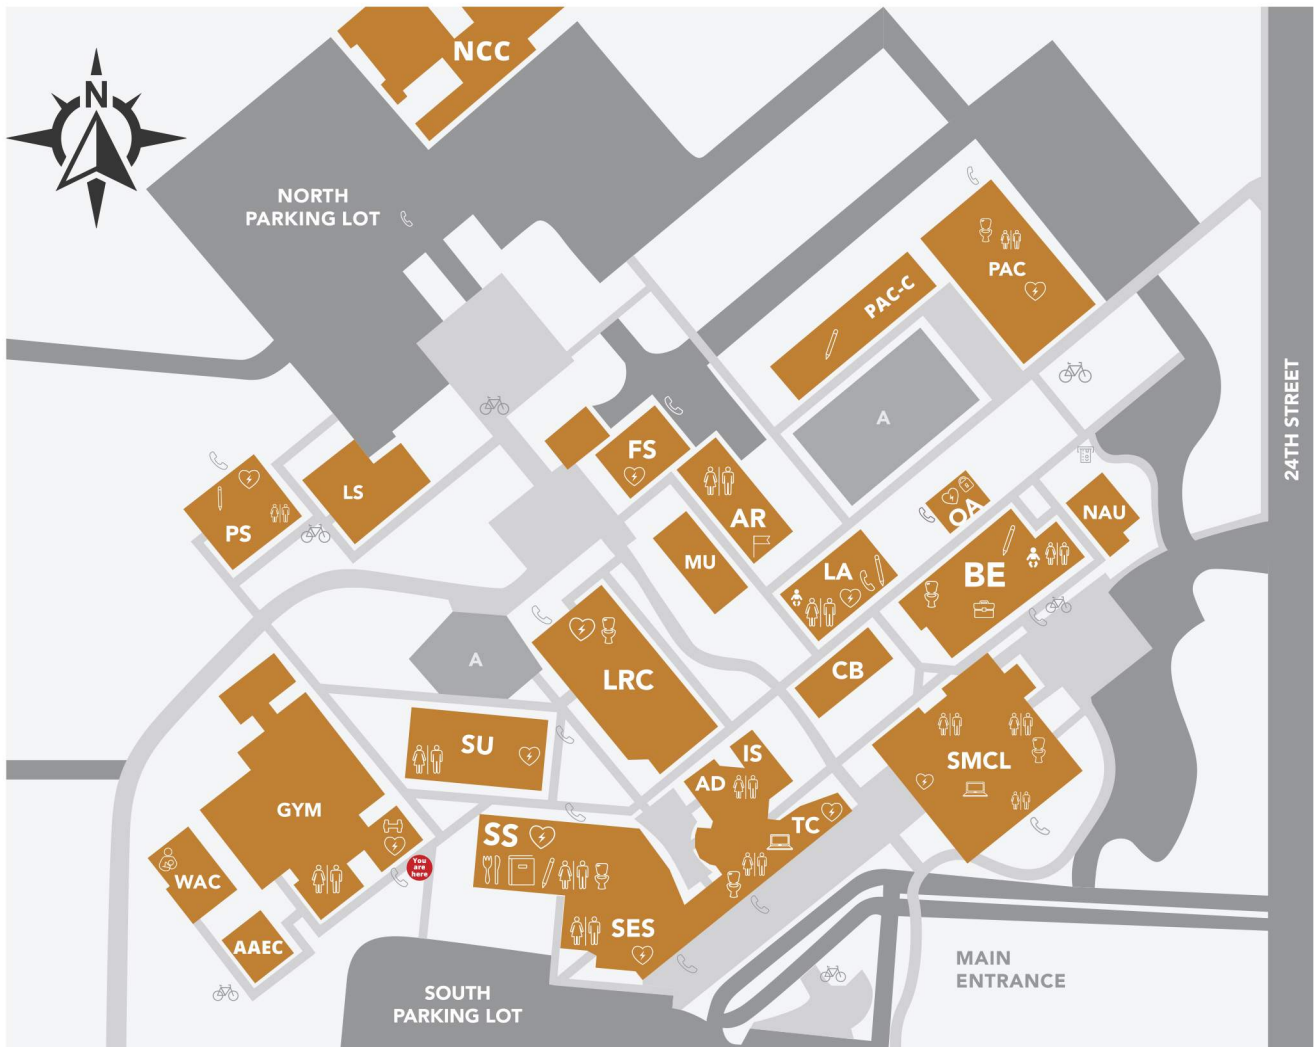 NCC
N
NORTH
PARKING LOT
PAC
PAC-C
24TH STREET
A
FS
LS
PS
AR
OA
NAU
MU
LA
BE
A
LRC
CB
SU
IS
AD
SMCL
GYM
TC
SS
You
are
here
WAC
SES
AAEC
MAIN
ENTRANCE
SOUTH
PARKING LOT